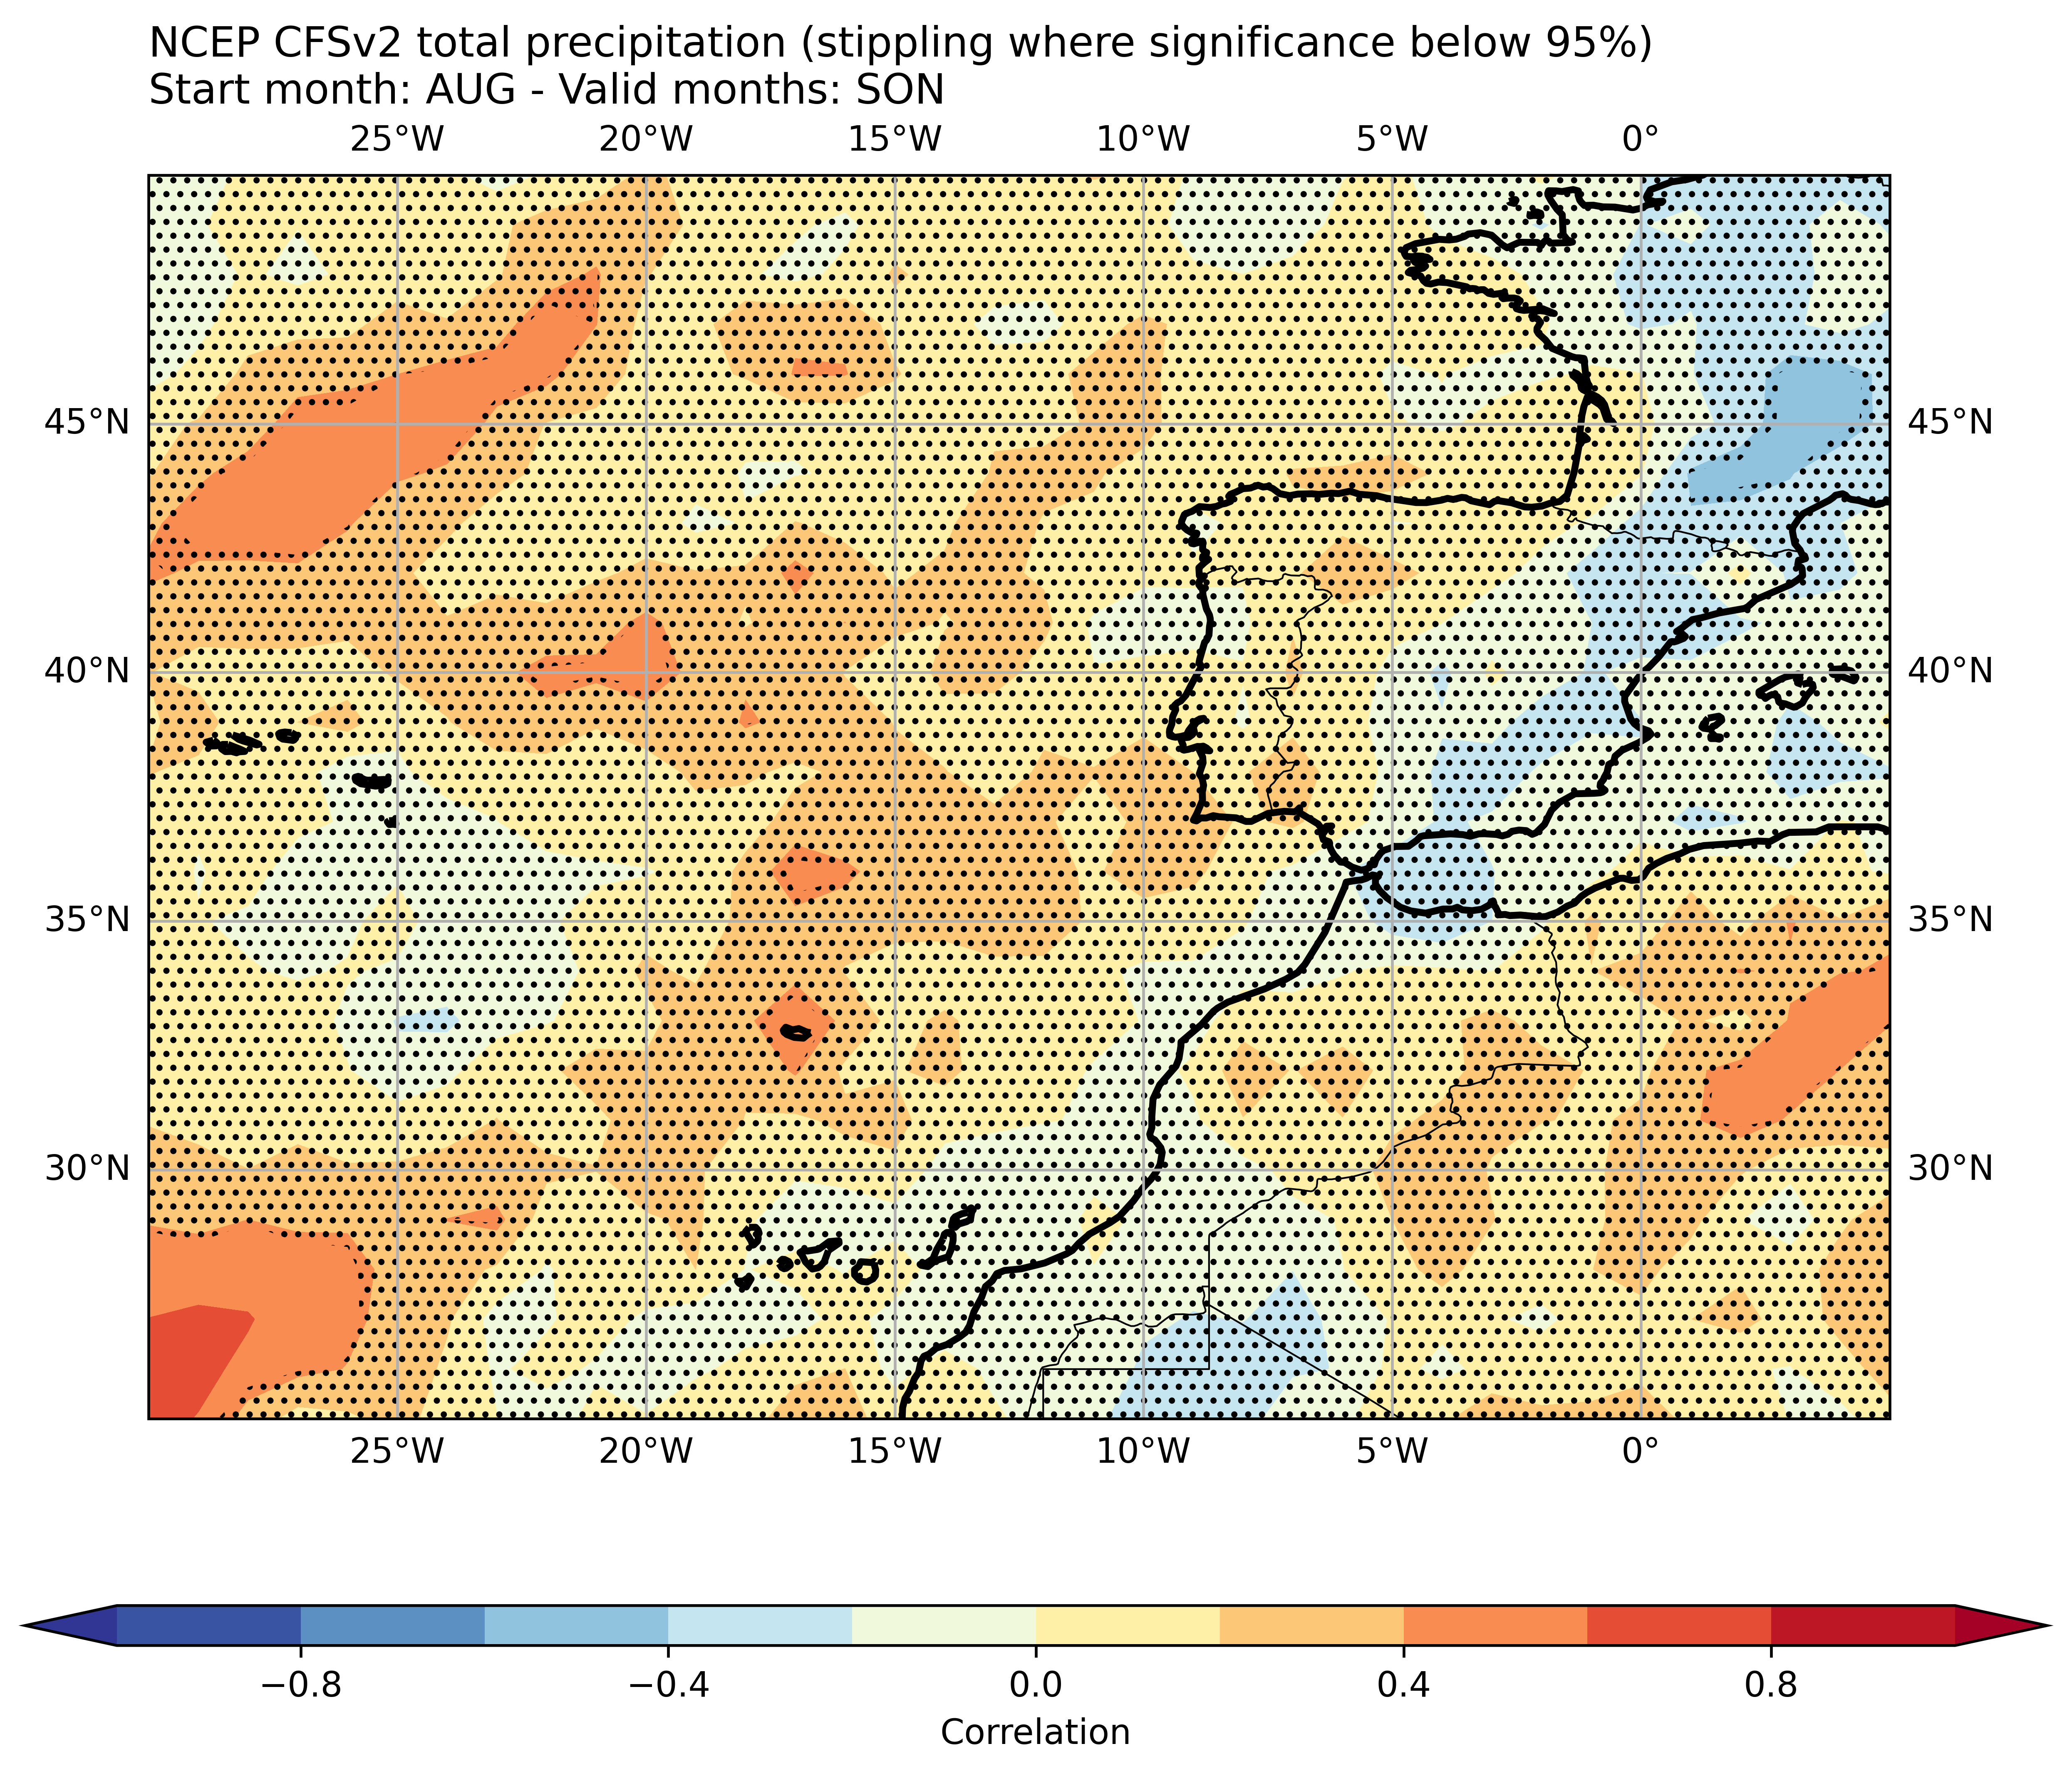 NCEP CFSv2 total precipitation (stippling where significance below 95%)
Start month: AUG - Valid months: SON
25°W 20°W 15°W 10°W 5°W 0°
45°N 45°N
40°N 40°N
35°N 35°N
30°N 30°N
25°W 20°W 15°W 10°W 5°W 0°
−0.8 −0.4 0.0 0.4 0.8
Correlation